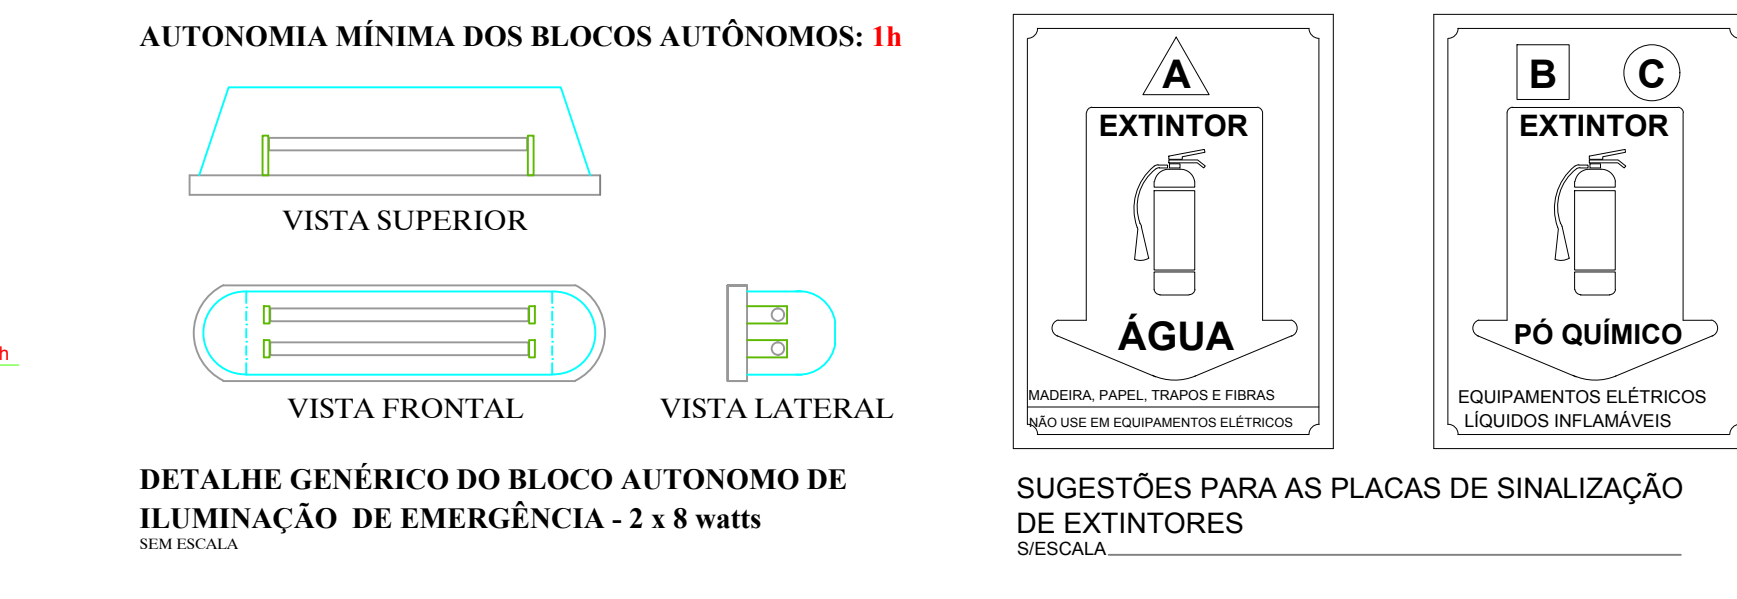 AUTONOMIA MÍNIMA DOS BLOCOS AUTÔNOMOS: 1h
VISTA SUPERIOR
h
VISTA FRONTAL
VISTA LATERAL
DETALHE GENÉRICO DO BLOCO AUTONOMO DE
ILUMINAÇÃO DE EMERGÊNCIA - 2 x 8 watts
SEM ESCALA
A
EXTINTOR
ÁGUA
MADEIRA, PAPEL, TRAPOS E FIBRAS
NÃO USE EM EQUIPAMENTOS ELÉTRICOS
B C
EXTINTOR
PÓ QUÍMICO
EQUIPAMENTOS ELÉTRICOS
LÍQUIDOS INFLAMÁVEIS
SUGESTÕES PARA AS PLACAS DE SINALIZAÇÃO
DE EXTINTORES
S/ESCALA